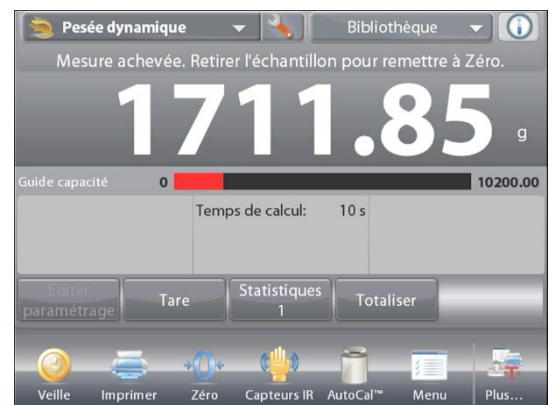 Pesée dynamique
Bibliothèque
Mesure achevée. Retirer l'échantillon pour remettre à Zéro.
1711.85 g
Guide capacité 0 10200.00
Temps de calcul: 10 s
Editer paramétrage
Tare
Statistiques 1
Totaliser
Veille
Imprimer
Zéro
Capteurs IR
AutoCal™
Menu
Plus...